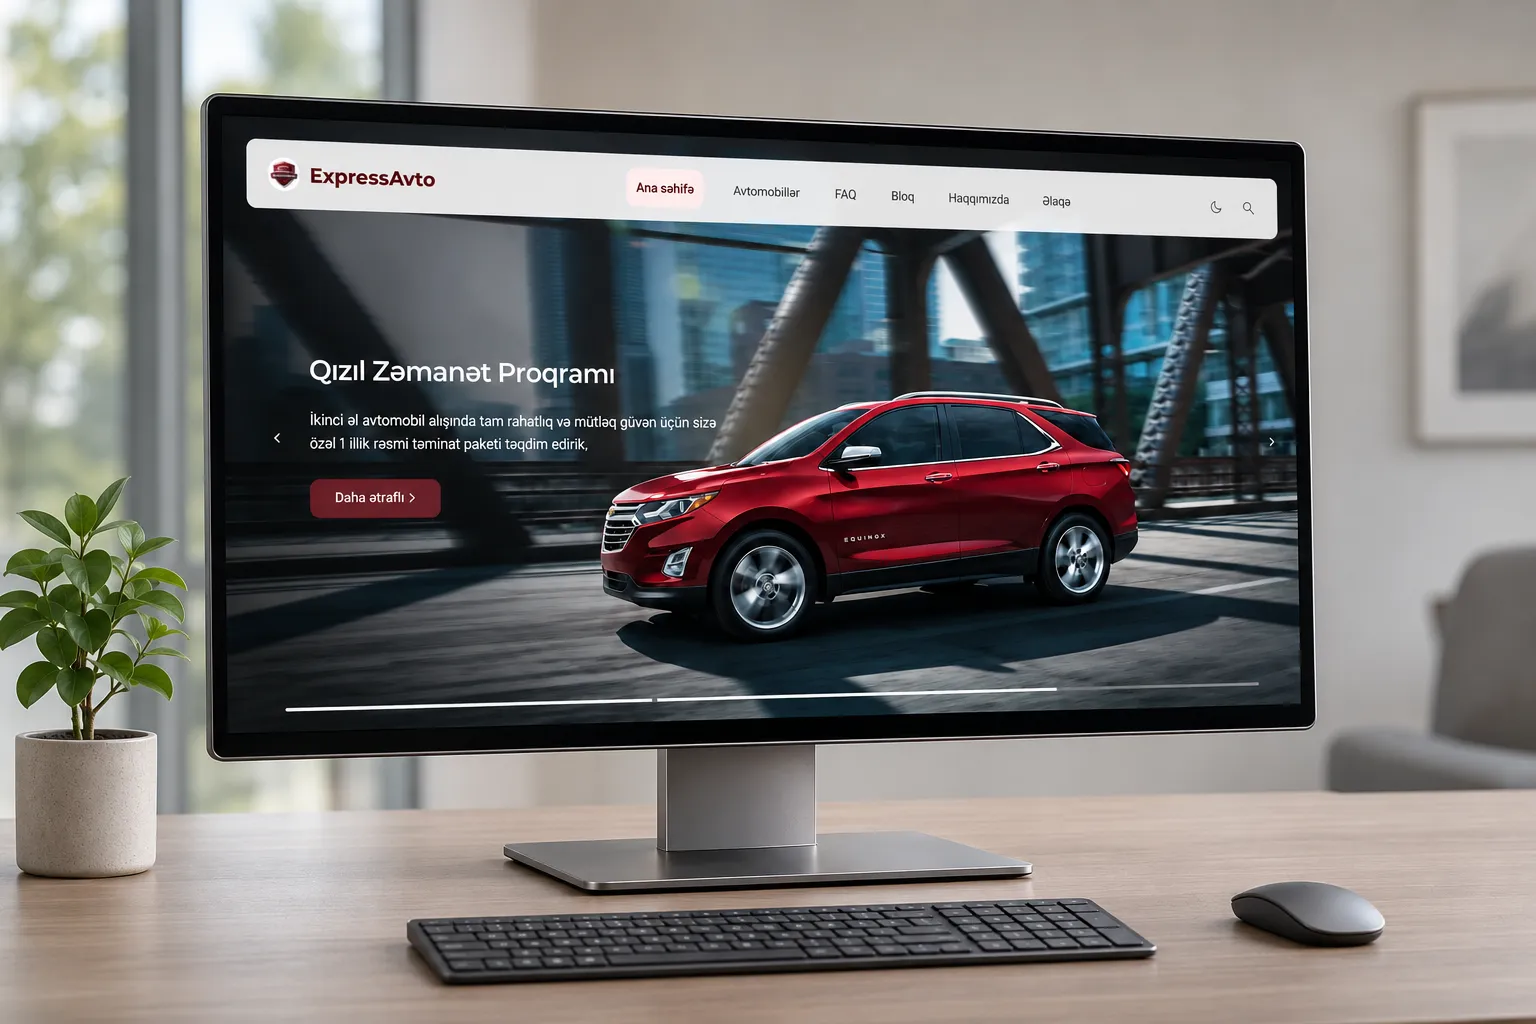 ExpressAvto
Ana səhifə
Avtomobillər
FAQ
Bloq
Haqqımızda
Əlaqə
Qızıl Zəmanət Proqramı
İkinci əl avtomobil alışında tam rahatlıq və mütləq güvən üçün sizə
özəl 1 illik rəsmi təminat paketi təqdim edirik,
Daha ətraflı
EQUINOX